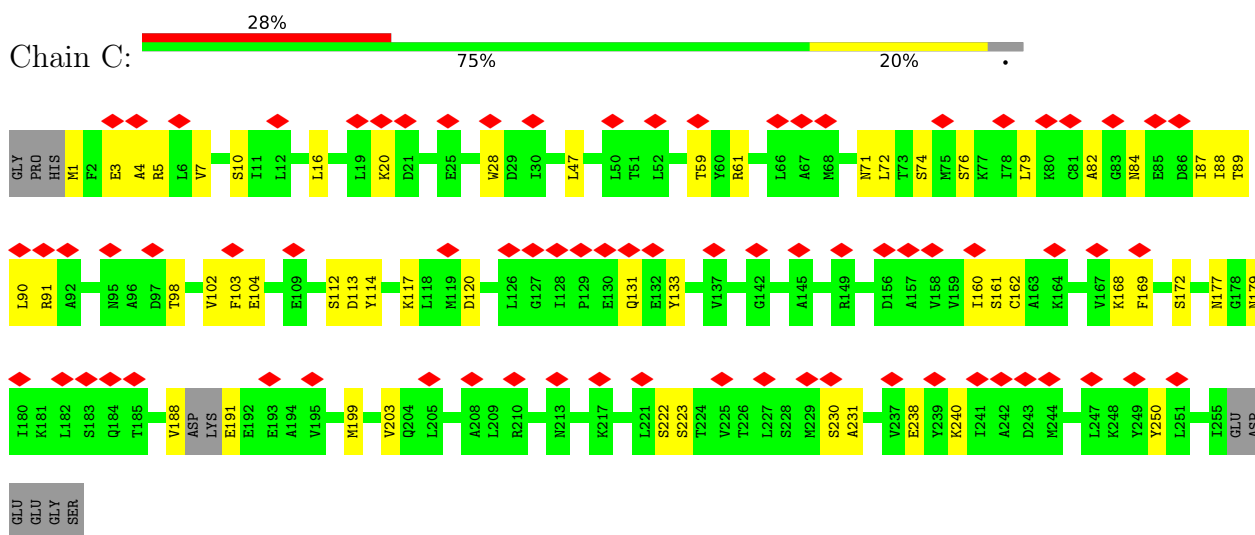 28%
Chain C:
75% 20% •
GLY PRO HIS M1 F2 E3 A4 R5 L6 V7 S10 I11 L12 L16 L19 K20 D21 E25 W28 D29 I30 L47 L50 T51 L52 T59 Y60 R61 L66 A67 M68 N71 L72 T73 S74 M75 S76 K77 I78 L79 K80 C81 A82 G83 N84 E85 D86 I87 I88 T89
L90 R91 A92 N95 A96 D97 T98 V102 F103 E104 E109 S112 D113 Y114 K117 L118 M119 D120 L126 G127 I128 P129 E130 Q131 E132 Y133 V137 G142 A145 R149 D156 A157 V158 V159 I160 S161 C162 A163 K164 V167 K168 F169 S172 N177 G178 N179
I180 K181 L182 S183 Q184 T185 V188 ASP LYS E191 E192 E193 A194 V195 M199 V203 Q204 L205 A208 L209 R210 N213 K217 L221 S222 S223 T224 V225 T226 L227 S228 M229 S230 A231 V237 E238 Y239 K240 I241 A242 D243 M244 L247 K248 Y249 Y250 L251 I255 GLU ASP
GLU GLU GLY SER